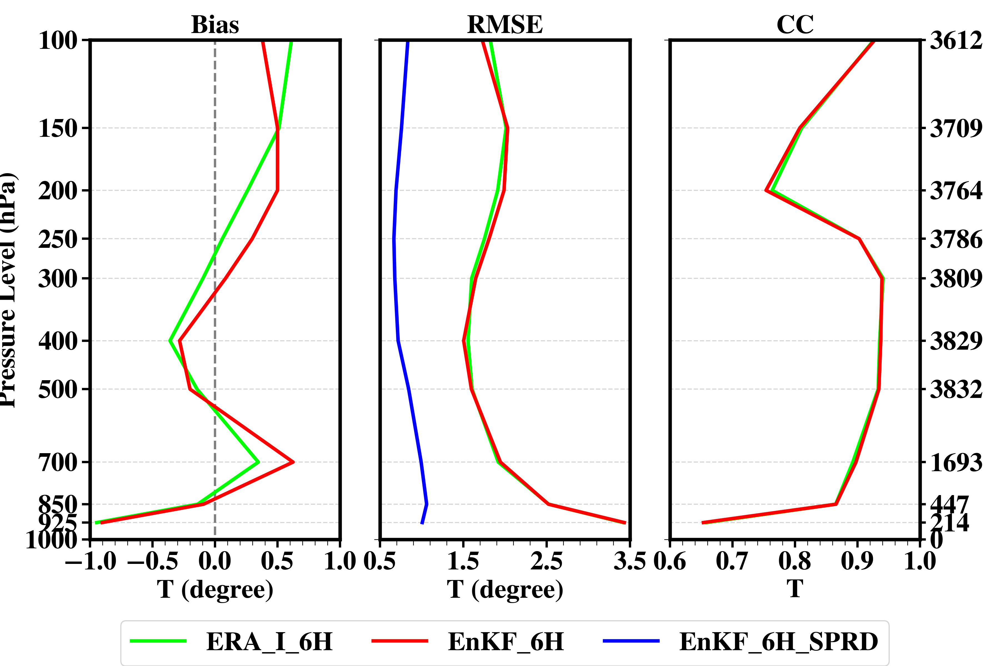 Bias RMSE CC
Pressure Level (hPa)
100 3612
150 3709
200 3764
250 3786
300 3809
400 3829
500 3832
700 1693
850 447
925 214
1000 0
−1.0 −0.5 0.0 0.5 1.0 0.5 1.5 2.5 3.5 0.6 0.7 0.8 0.9 1.0
T (degree) T (degree) T
ERA_I_6H EnKF_6H EnKF_6H_SPRD